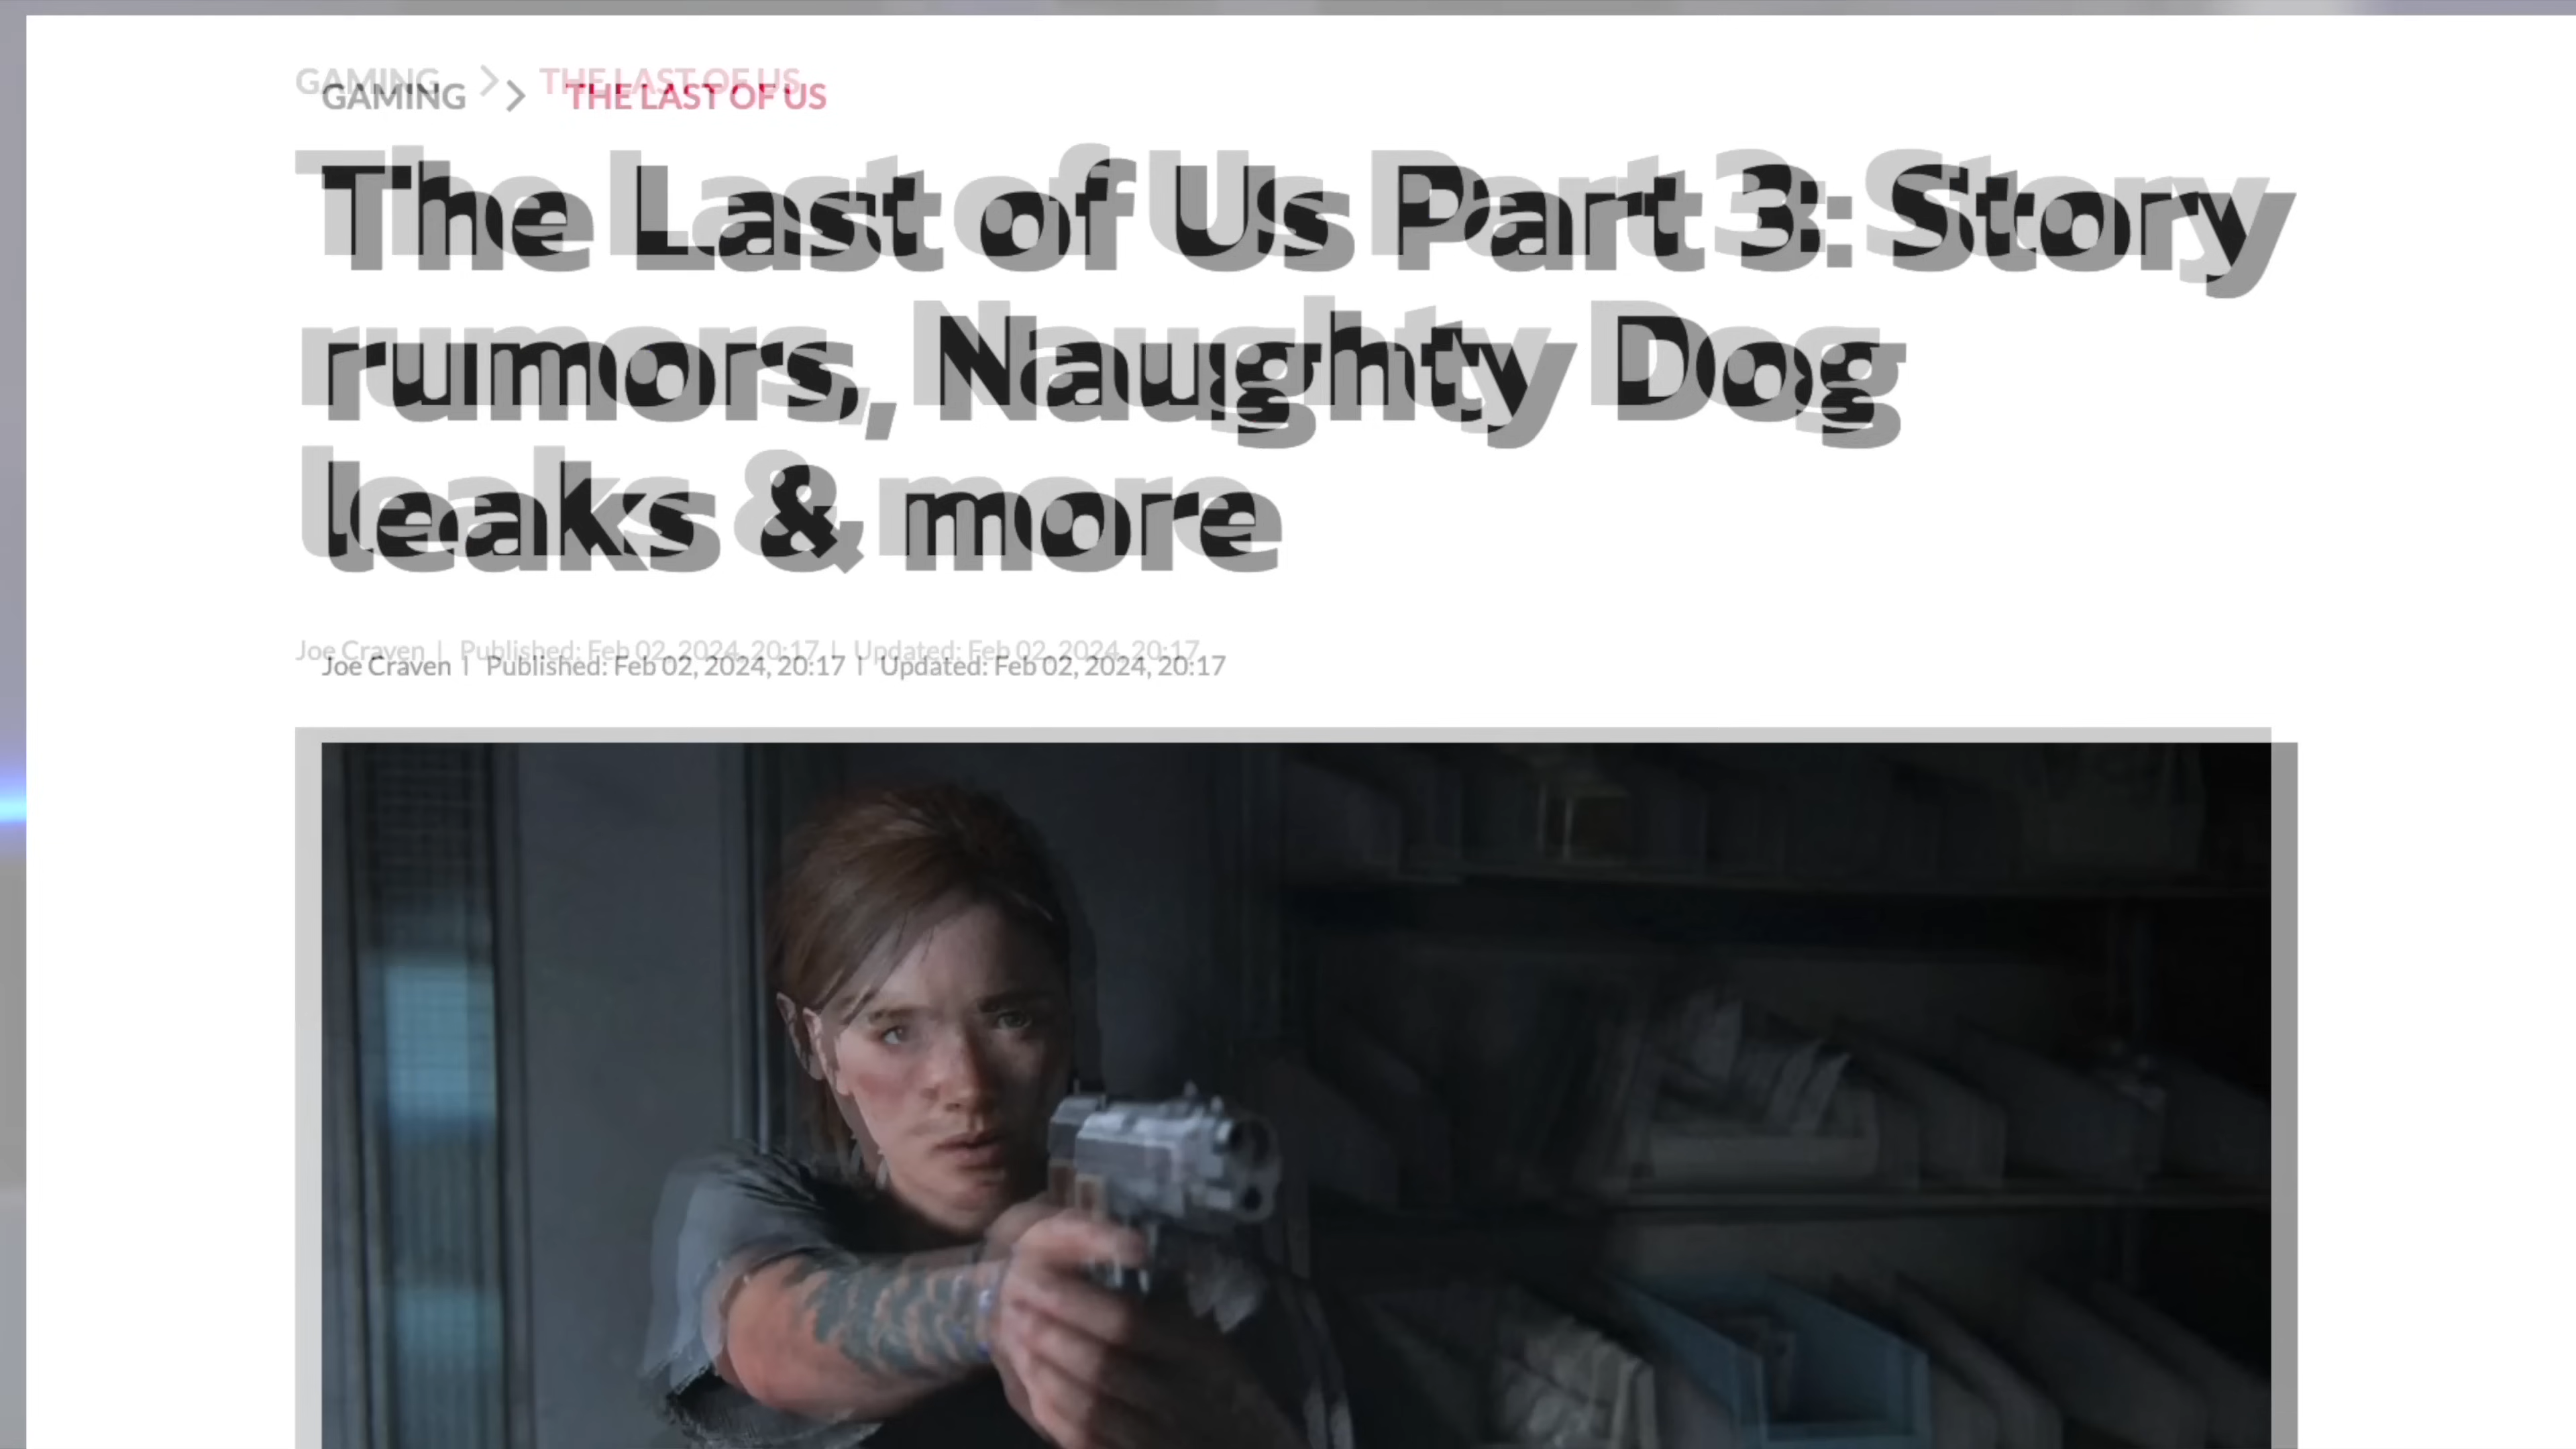 GAMING > THE LAST OF US
The Last of Us Part 3: Story
rumors, Naughty Dog
leaks & more
Joe Craven | Published: Feb 02, 2024, 20:17 | Updated: Feb 02, 2024, 20:17